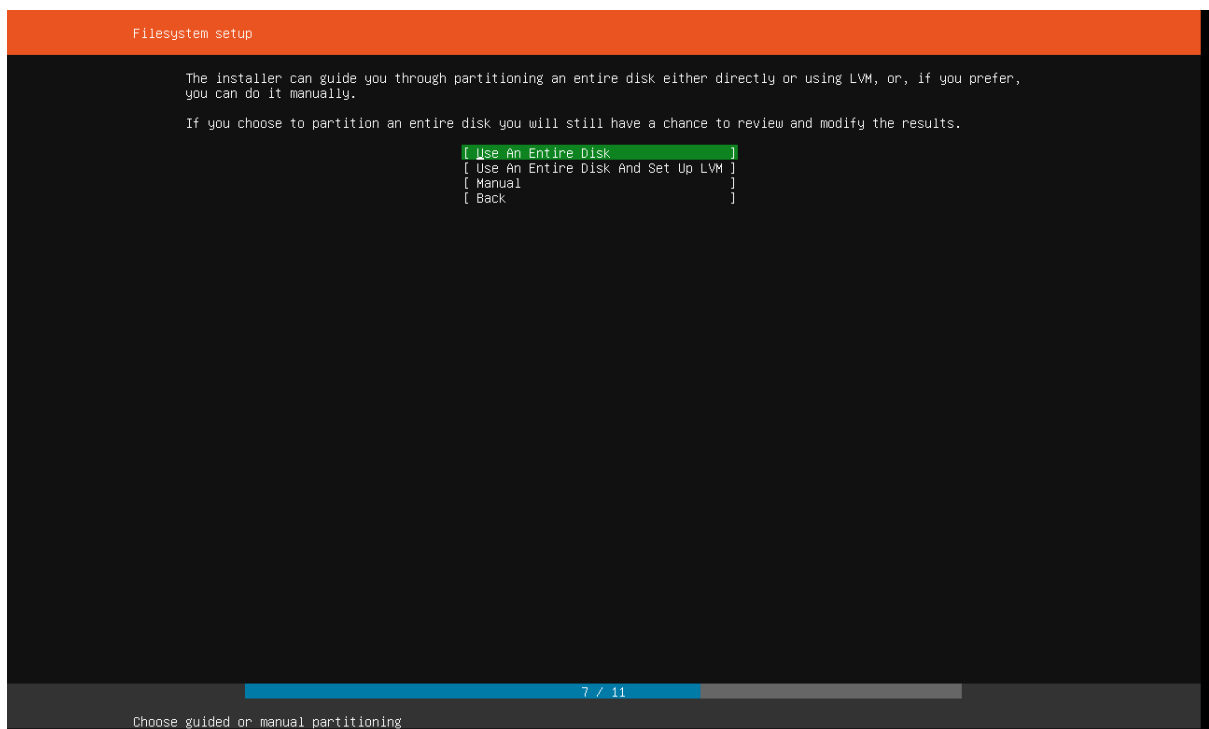 Filesystem setup
The installer can guide you through partitioning an entire disk either directly or using LVM, or, if you prefer,
you can do it manually.
If you choose to partition an entire disk you will still have a chance to review and modify the results.
[ Use An Entire Disk ]
[ Use An Entire Disk And Set Up LVM ]
[ Manual ]
[ Back ]
7 / 11
Choose guided or manual partitioning